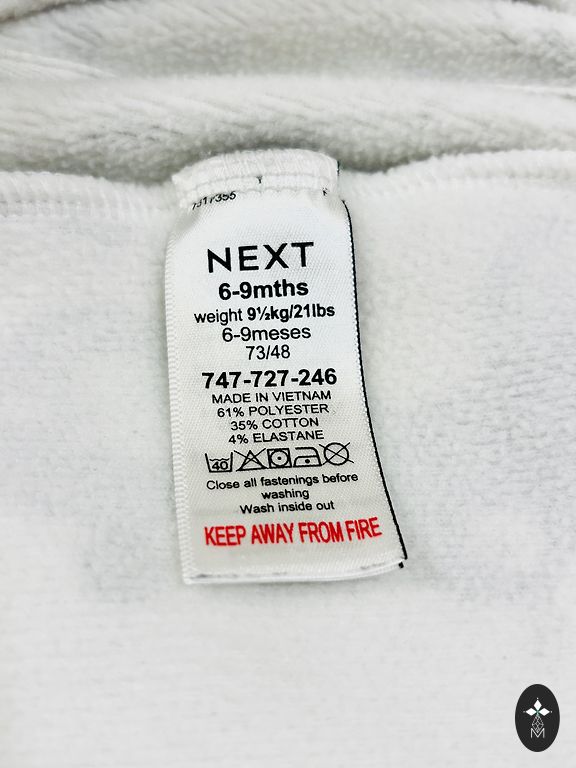 7317355
NEXT
6-9mths
weight 9½kg/21lbs
6-9meses
73/48
747-727-246
MADE IN VIETNAM
61% POLYESTER
35% COTTON
4% ELASTANE
40
Close all fastenings before
washing
Wash inside out
KEEP AWAY FROM FIRE
M